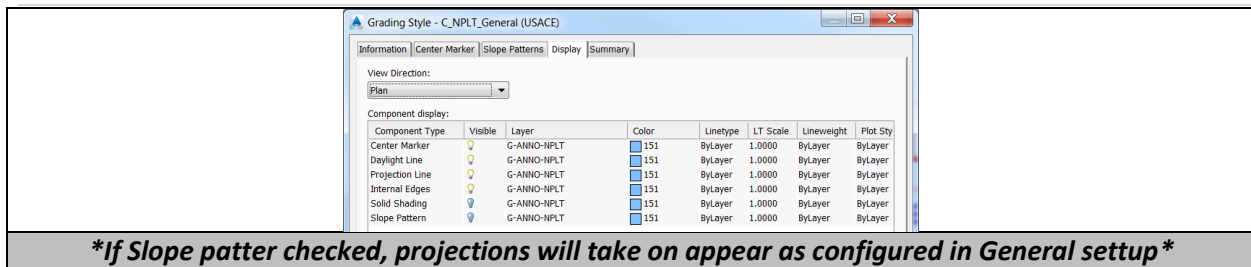 Grading Style - C_NPLT_General (USACE)
Information Center Marker Slope Patterns Display Summary
View Direction:
Plan
Component display:
Component Type Visible Layer Color Linetype LT Scale Lineweight Plot Sty
Center Marker G-ANNO-NPLT 151 ByLayer 1.0000 ByLayer ByLayer
Daylight Line G-ANNO-NPLT 151 ByLayer 1.0000 ByLayer ByLayer
Projection Line G-ANNO-NPLT 151 ByLayer 1.0000 ByLayer ByLayer
Internal Edges G-ANNO-NPLT 151 ByLayer 1.0000 ByLayer ByLayer
Solid Shading G-ANNO-NPLT 151 ByLayer 1.0000 ByLayer ByLayer
Slope Pattern G-ANNO-NPLT 151 ByLayer 1.0000 ByLayer ByLayer
*If Slope patter checked, projections will take on appear as configured in General settup*